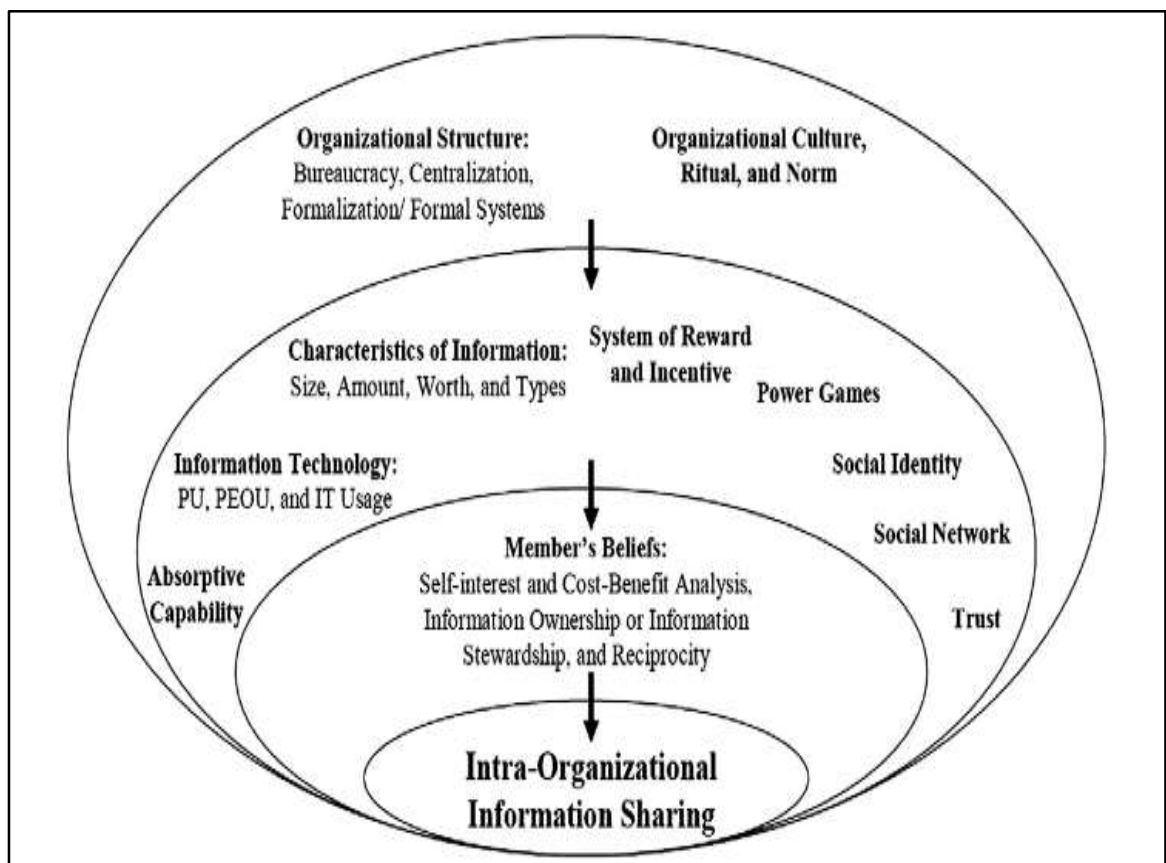 Organizational Structure:
Bureaucracy, Centralization,
Formalization/ Formal Systems
Organizational Culture,
Ritual, and Norm
Characteristics of Information:
Size, Amount, Worth, and Types
System of Reward
and Incentive
Power Games
Information Technology:
PU, PEOU, and IT Usage
Social Identity
Social Network
Absorptive
Capability
Trust
Member's Beliefs:
Self-interest and Cost-Benefit Analysis,
Information Ownership or Information
Stewardship, and Reciprocity
Intra-Organizational
Information Sharing